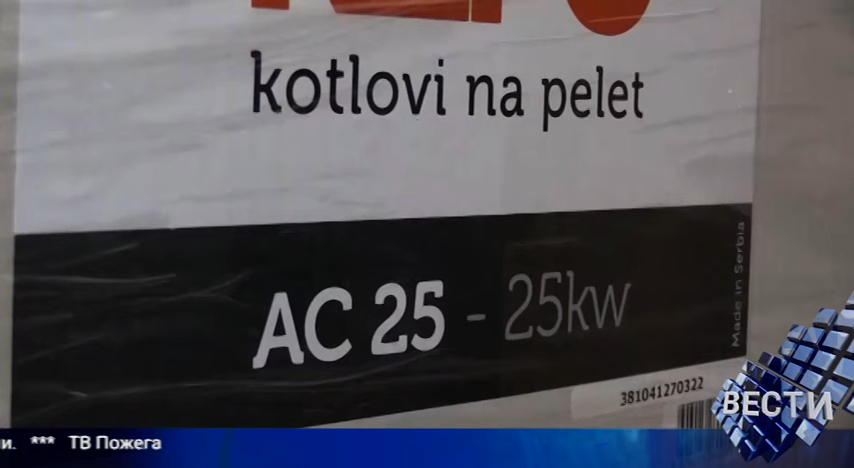 kotlovi na pelet
AC 25 - 25kw
Made in Serbia
381041270322
ВЕСТИ
и. *** ТВ Пожега